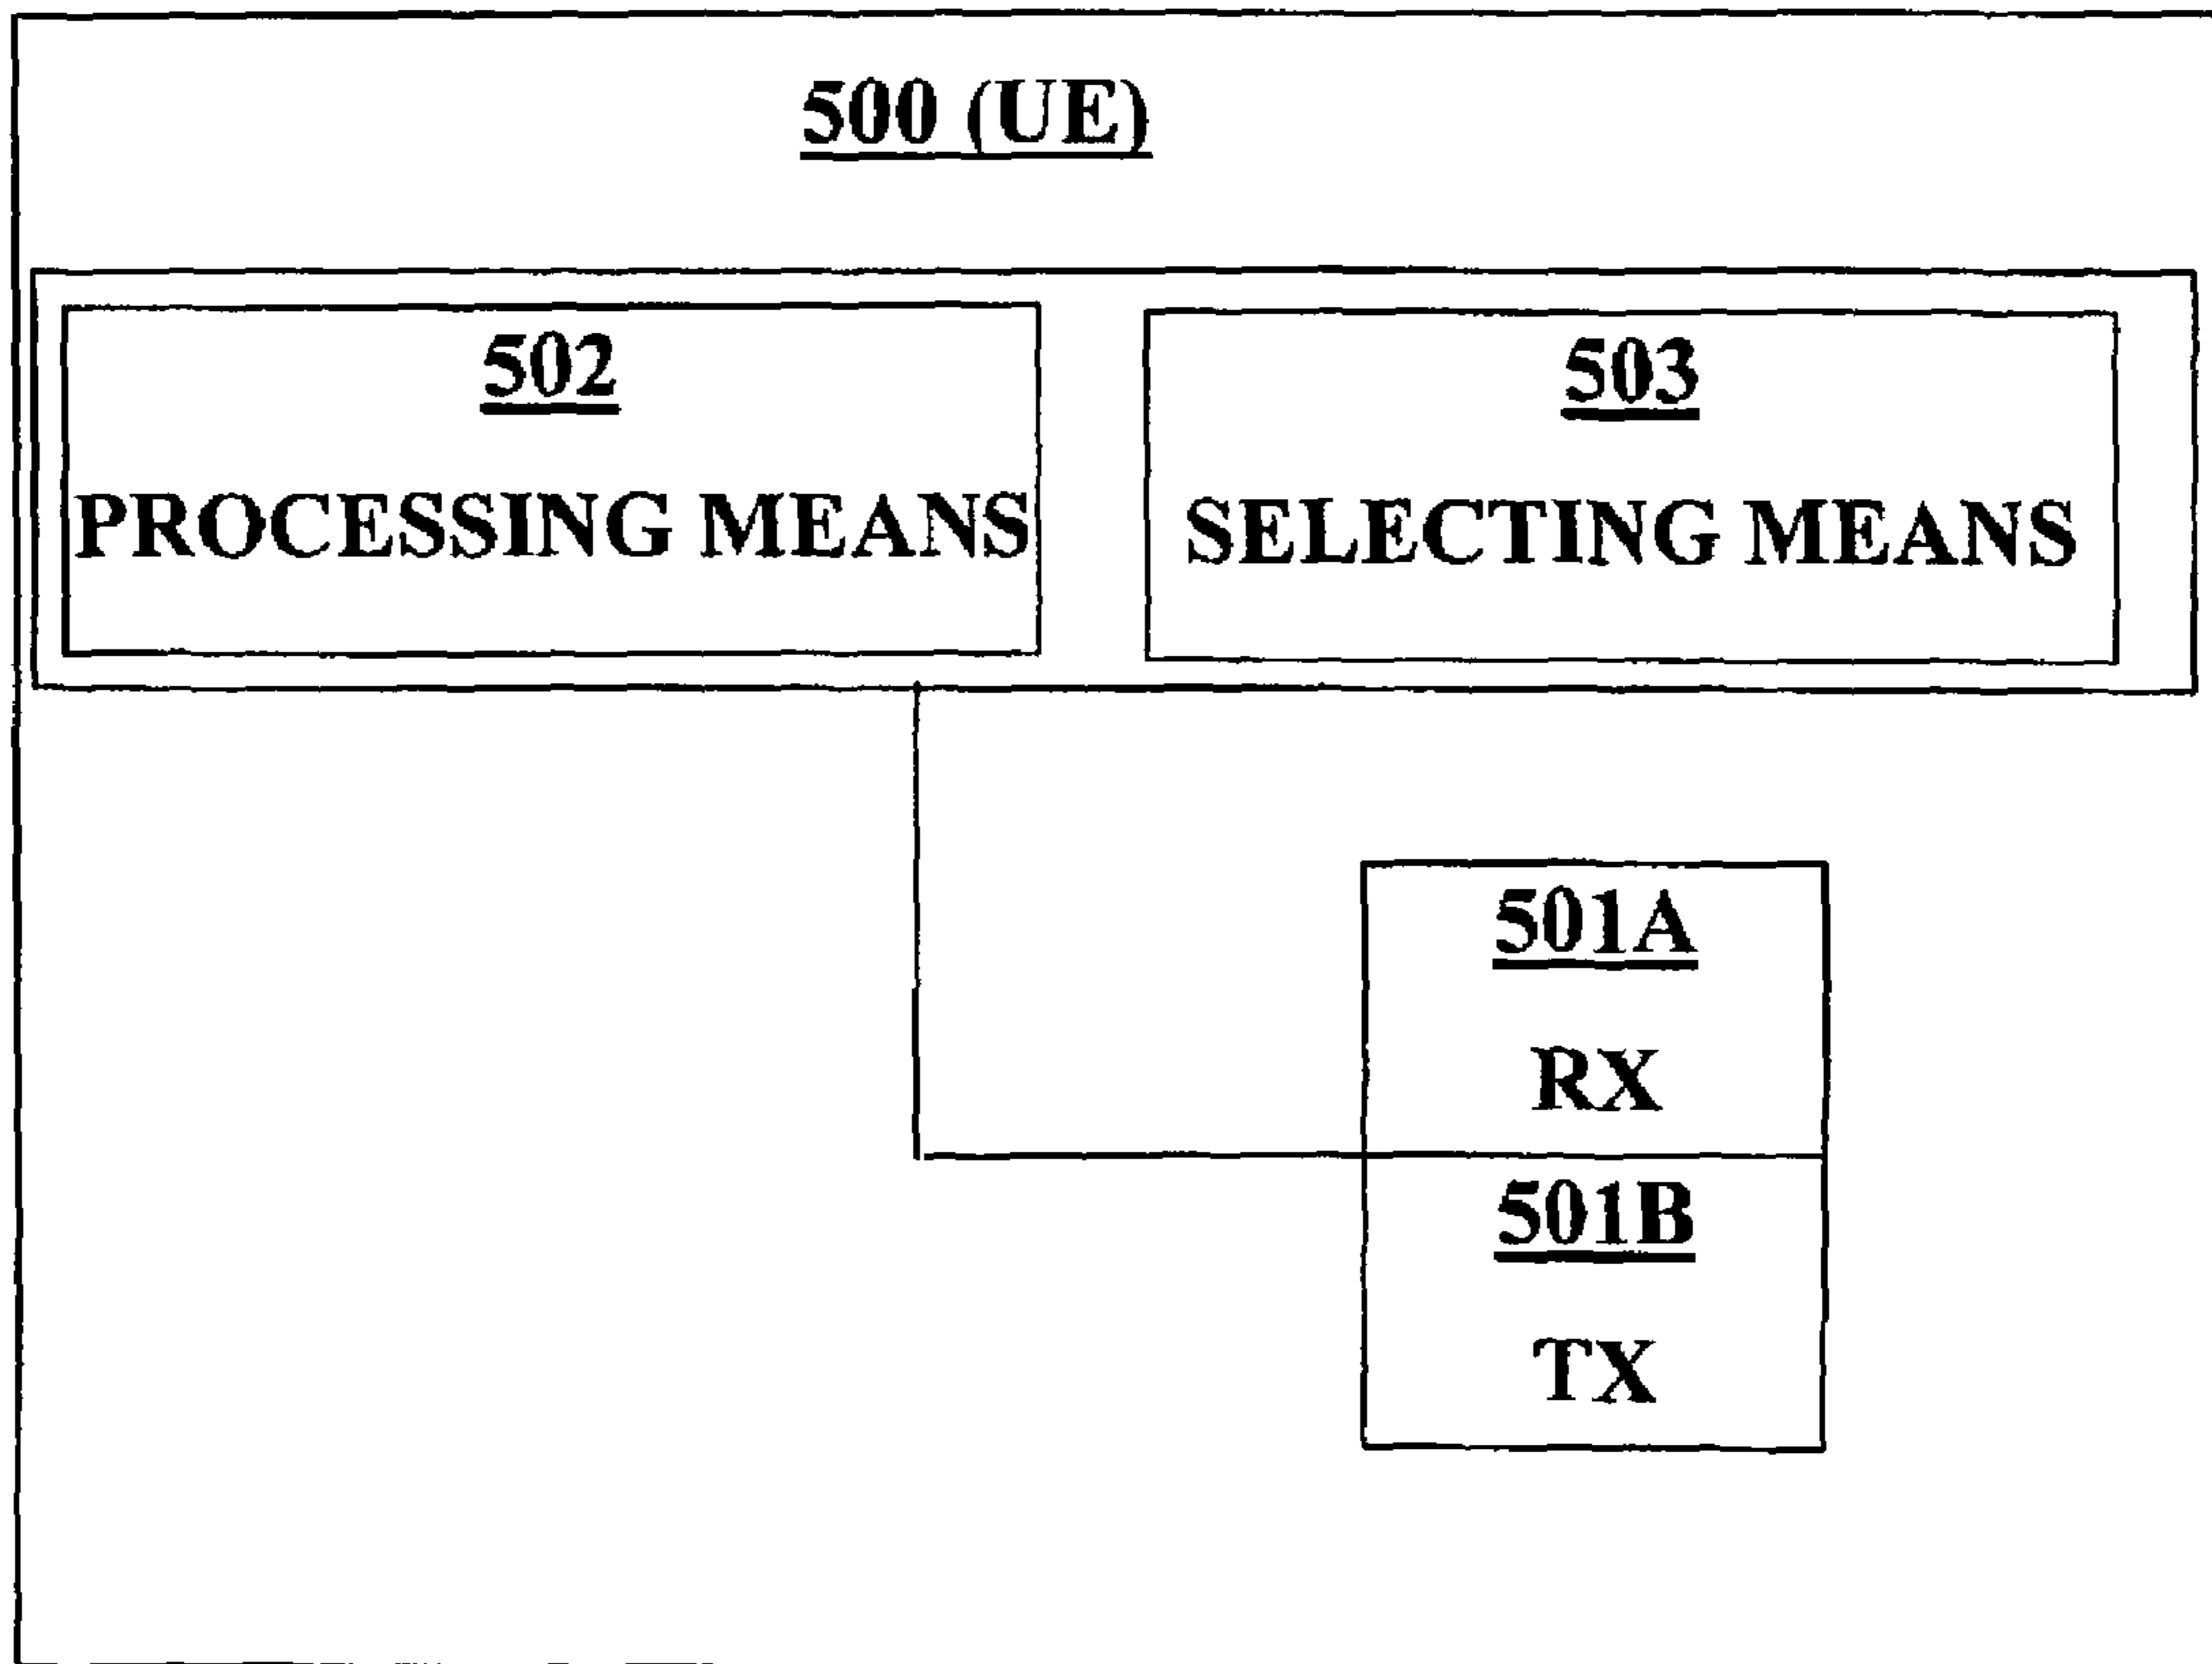 500 (UE)
502
PROCESSING MEANS
503
SELECTING MEANS
501A
RX
501B
TX